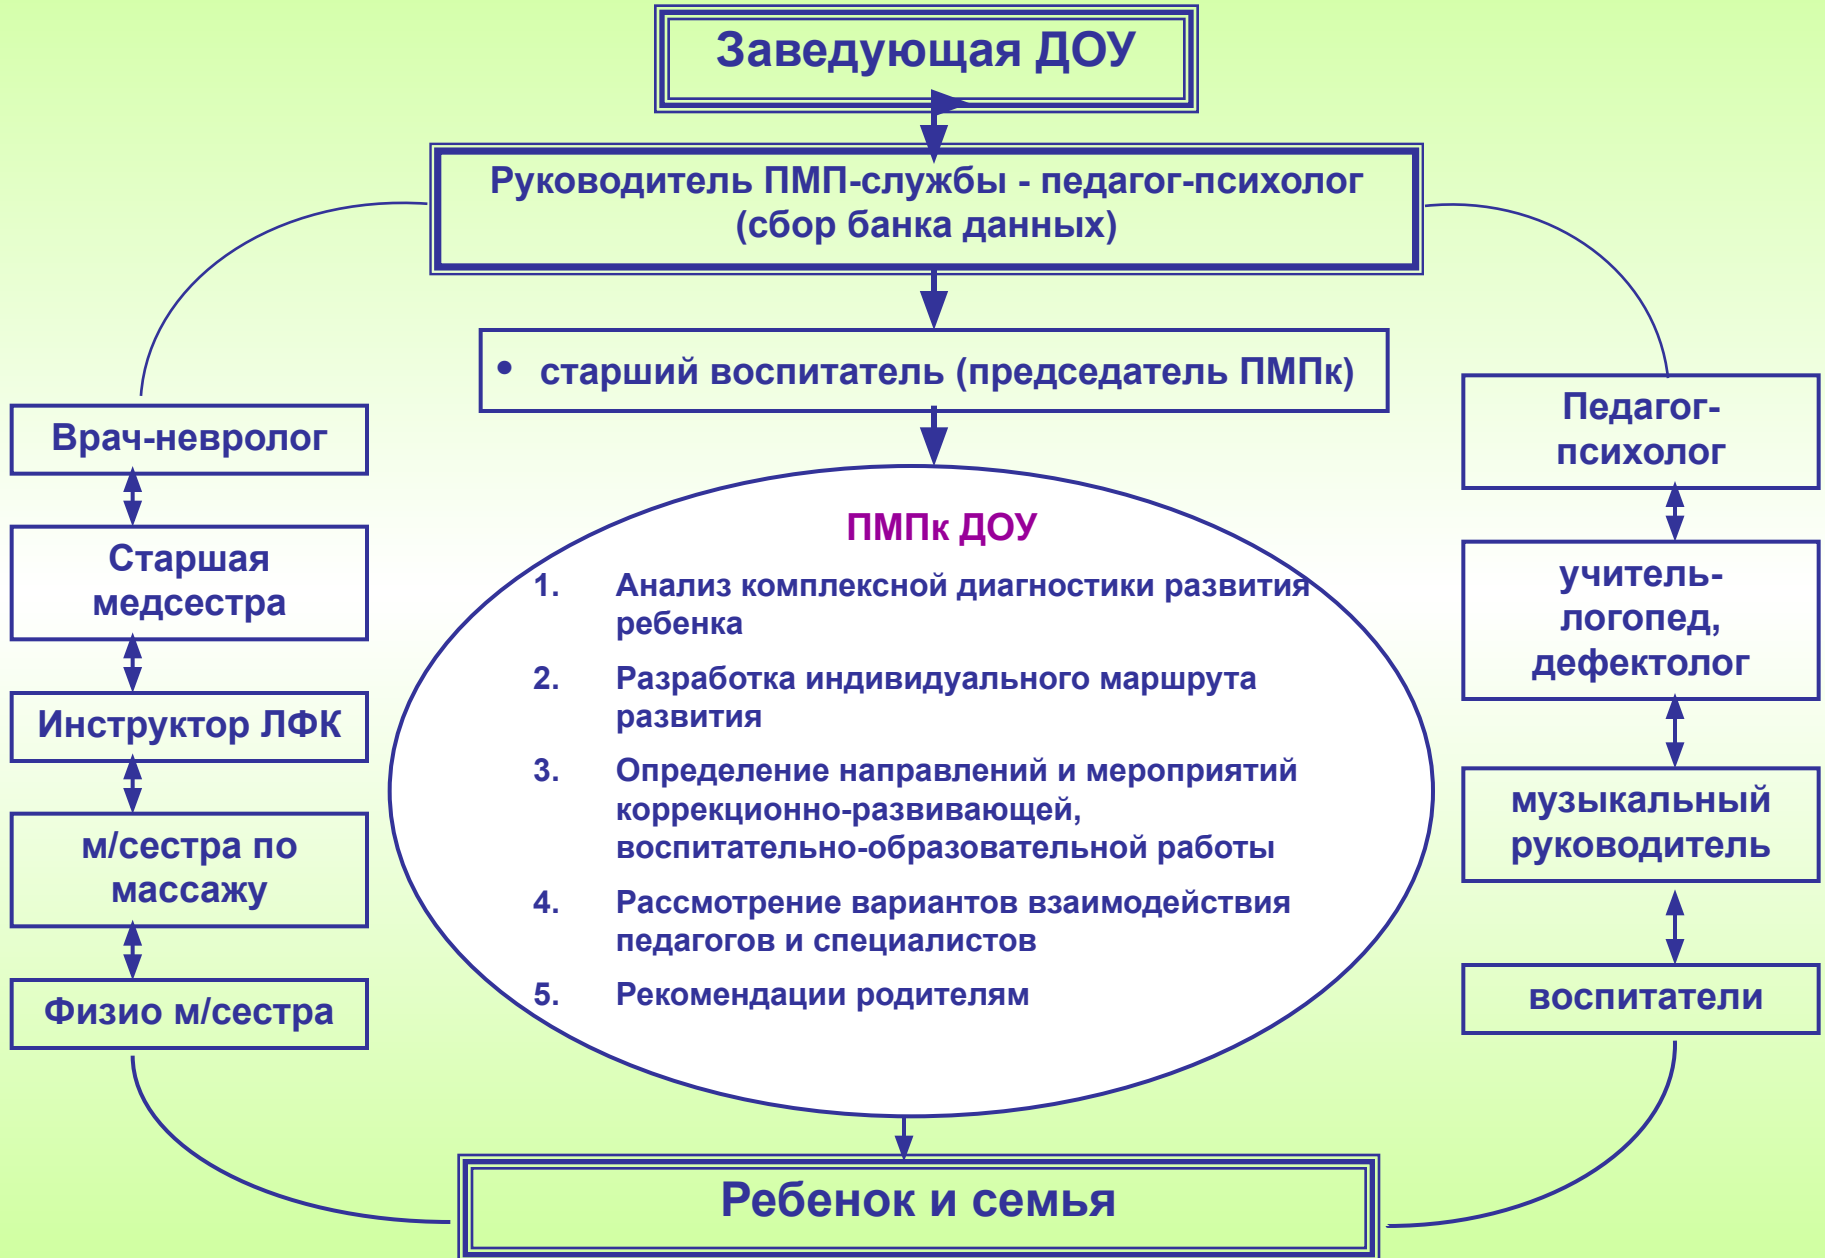 Заведующая ДОУ
Руководитель ПМП-службы - педагог-психолог
(сбор банка данных)
• старший воспитатель (председатель ПМПк)
Врач-невролог
Старшая
медсестра
Инструктор ЛФК
м/сестра по
массажу
Физио м/сестра
ПМПк ДОУ
1. Анализ комплексной диагностики развития
ребенка
2. Разработка индивидуального маршрута
развития
3. Определение направлений и мероприятий
коррекционно-развивающей,
воспитательно-образовательной работы
4. Рассмотрение вариантов взаимодействия
педагогов и специалистов
5. Рекомендации родителям
Педагог-
психолог
учитель-
логопед,
дефектолог
музыкальный
руководитель
воспитатели
Ребенок и семья